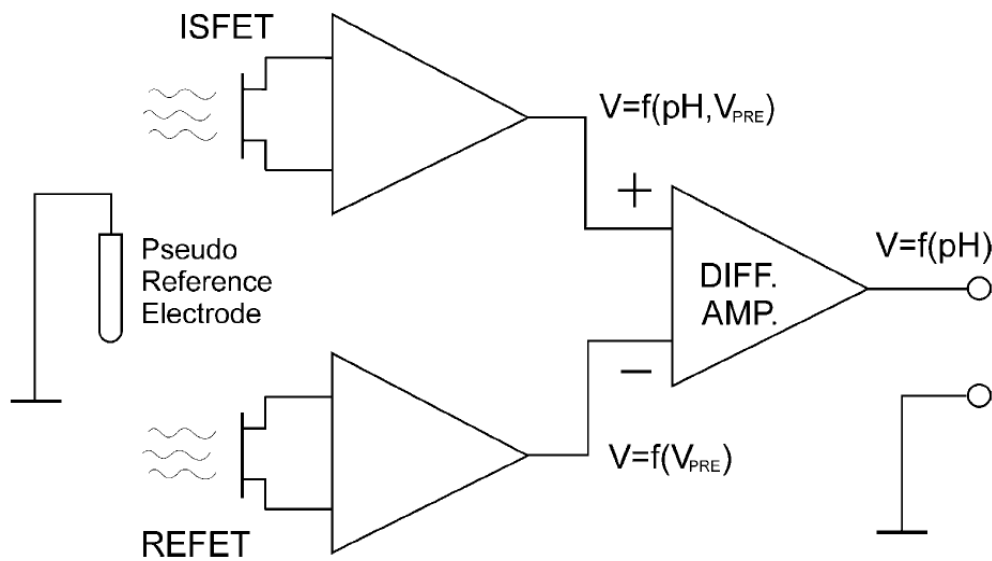 ISFET
V=f(pH,VPRE)
+
Pseudo
Reference
Electrode
V=f(pH)
DIFF.
AMP.
−
V=f(VPRE)
REFET